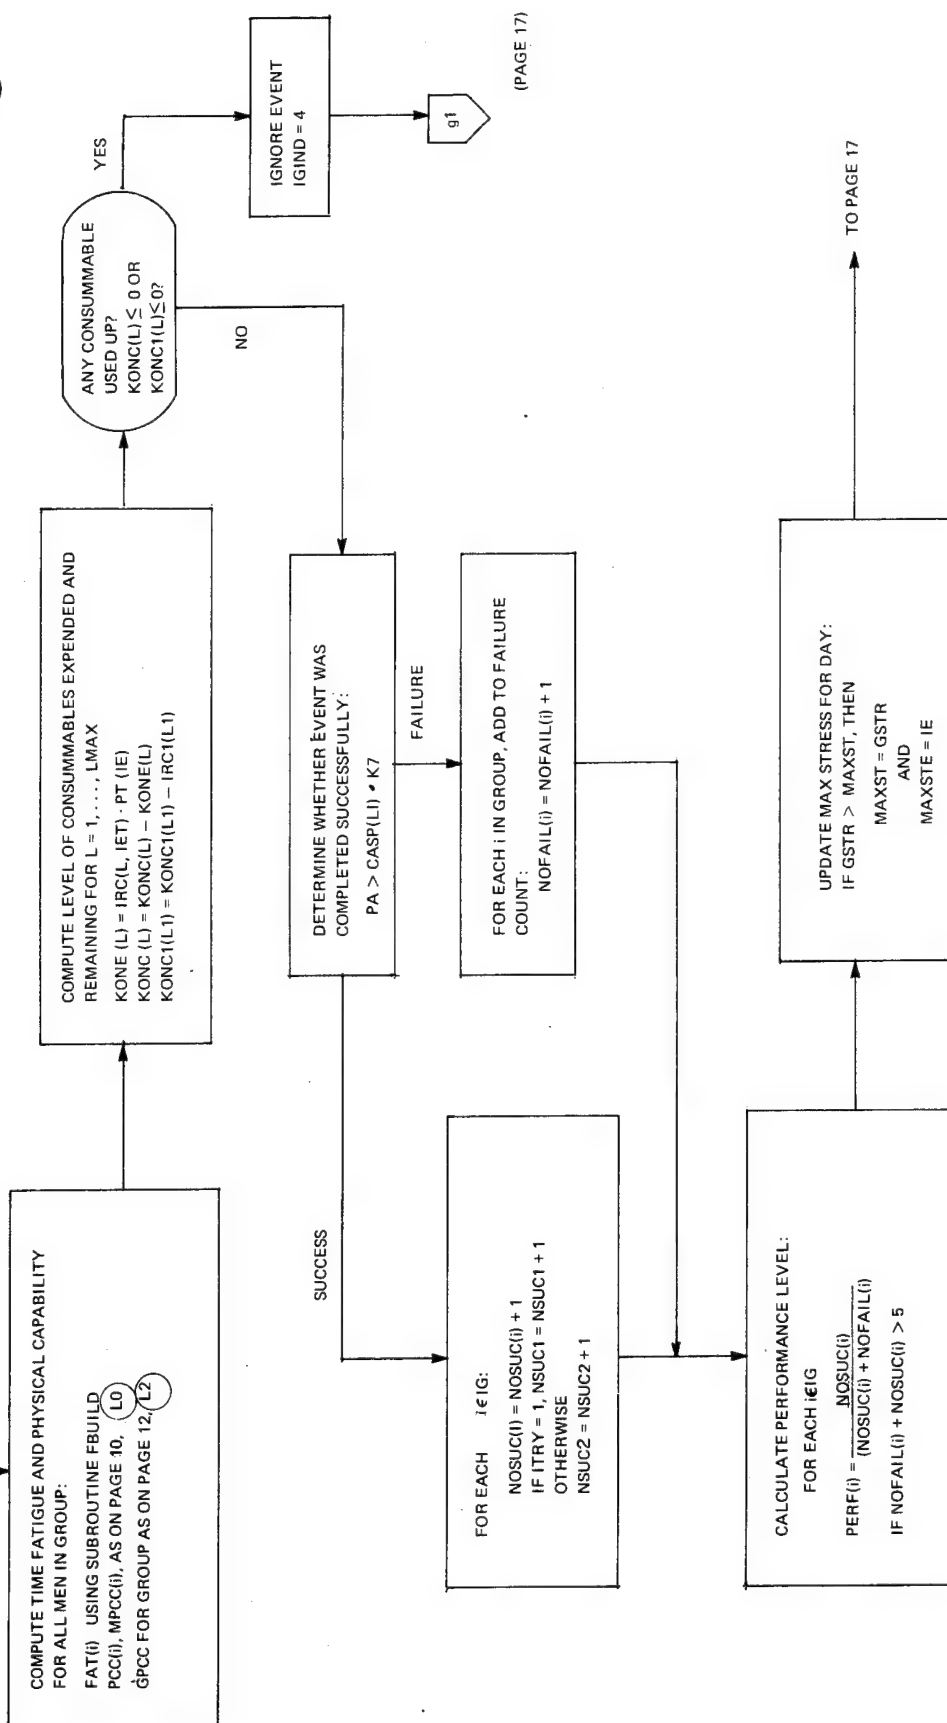 COMPUTE TIME FATIGUE AND PHYSICAL CAPABILITY
FOR ALL MEN IN GROUP:
FAT(i) USING SUBROUTINE FBUILD
PCC(i), MPCC(i), AS ON PAGE 10, L0
GPCC FOR GROUP AS ON PAGE 12, L2
COMPUTE LEVEL OF CONSUMMABLES EXPENDED AND
REMAINING FOR L = 1, . . . , LMAX
KONE (L) = IRC(L, IET) · PT (IE)
KONC (L) = KONC(L) – KONE(L)
KONC1(L1) = KONC1(L1) – IRC1(L1)
ANY CONSUMMABLE
USED UP?
KONC(L) ≤ 0 OR
KONC1(L) ≤ 0?
YES
IGNORE EVENT
IGIND = 4
g1
(PAGE 17)
NO
DETERMINE WHETHER EVENT WAS
COMPLETED SUCCESSFULLY:
PA > CASP(LI) • K7
SUCCESS
FAILURE
FOR EACH iϵIG:
NOSUC(I) = NOSUC(i) + 1
IF ITRY = 1, NSUC1 = NSUC1 + 1
OTHERWISE
NSUC2 = NSUC2 + 1
FOR EACH i IN GROUP, ADD TO FAILURE
COUNT:
NOFAIL(i) = NOFAIL(i) + 1
CALCULATE PERFORMANCE LEVEL:
FOR EACH iϵIG
PERF(i) = NOSUC(i) / (NOSUC(i) + NOFAIL(i)
IF NOFAIL(i) + NOSUC(i) > 5
UPDATE MAX STRESS FOR DAY:
IF GSTR > MAXST, THEN
MAXST = GSTR
AND
MAXSTE = IE
TO PAGE 17